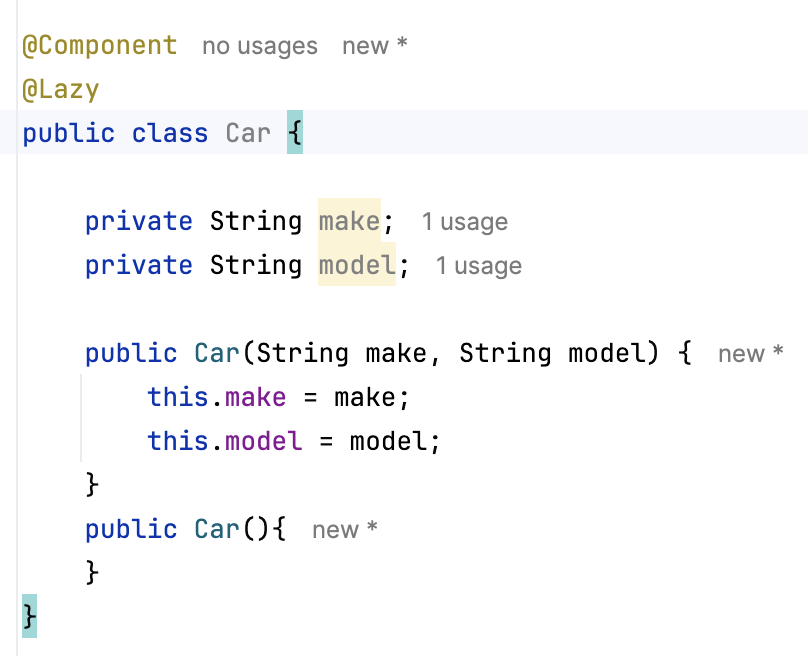 @Component no usages new *
@Lazy
public class Car {
private String make; 1 usage
private String model; 1 usage
public Car(String make, String model) { new *
this.make = make;
this.model = model;
}
public Car(){ new *
}
}